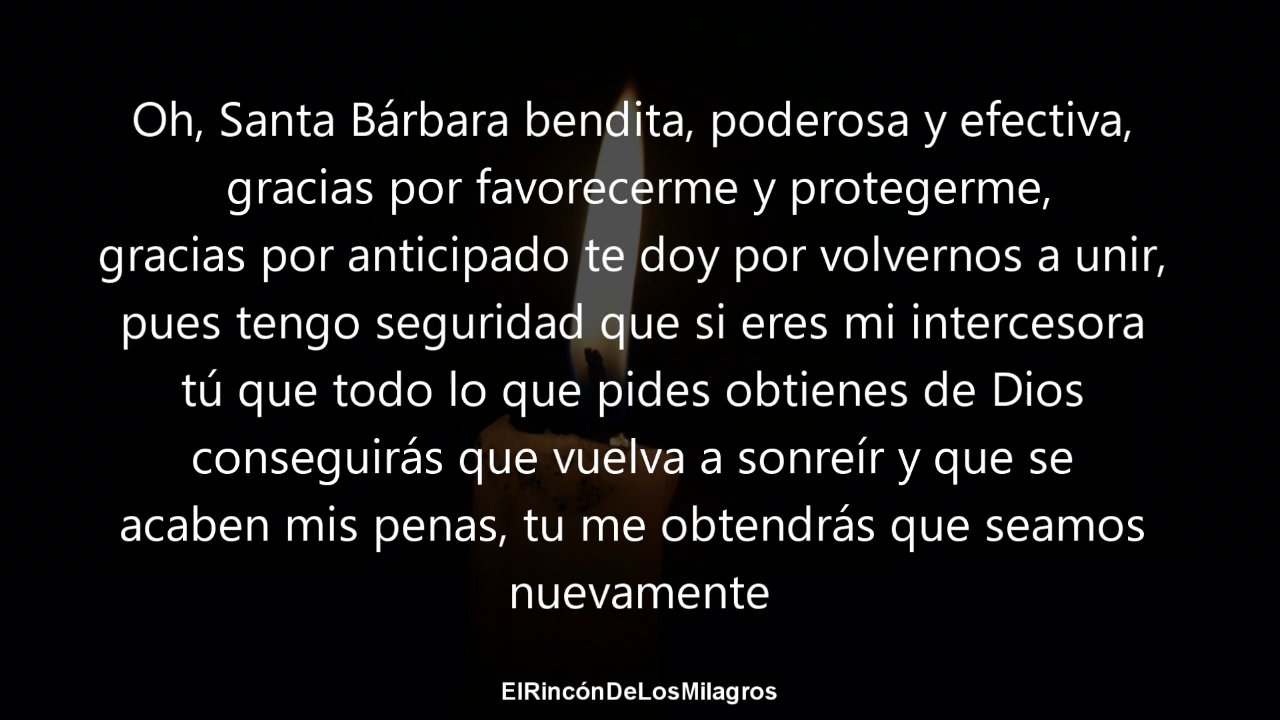 Oh, Santa Bárbara bendita, poderosa y efectiva,
gracias por favorecerme y protegerme,
gracias por anticipado te doy por volvernos a unir,
pues tengo seguridad que si eres mi intercesora
tú que todo lo que pides obtienes de Dios
conseguirás que vuelva a sonreír y que se
acaben mis penas, tu me obtendrás que seamos
nuevamente
ElRincónDeLosMilagros